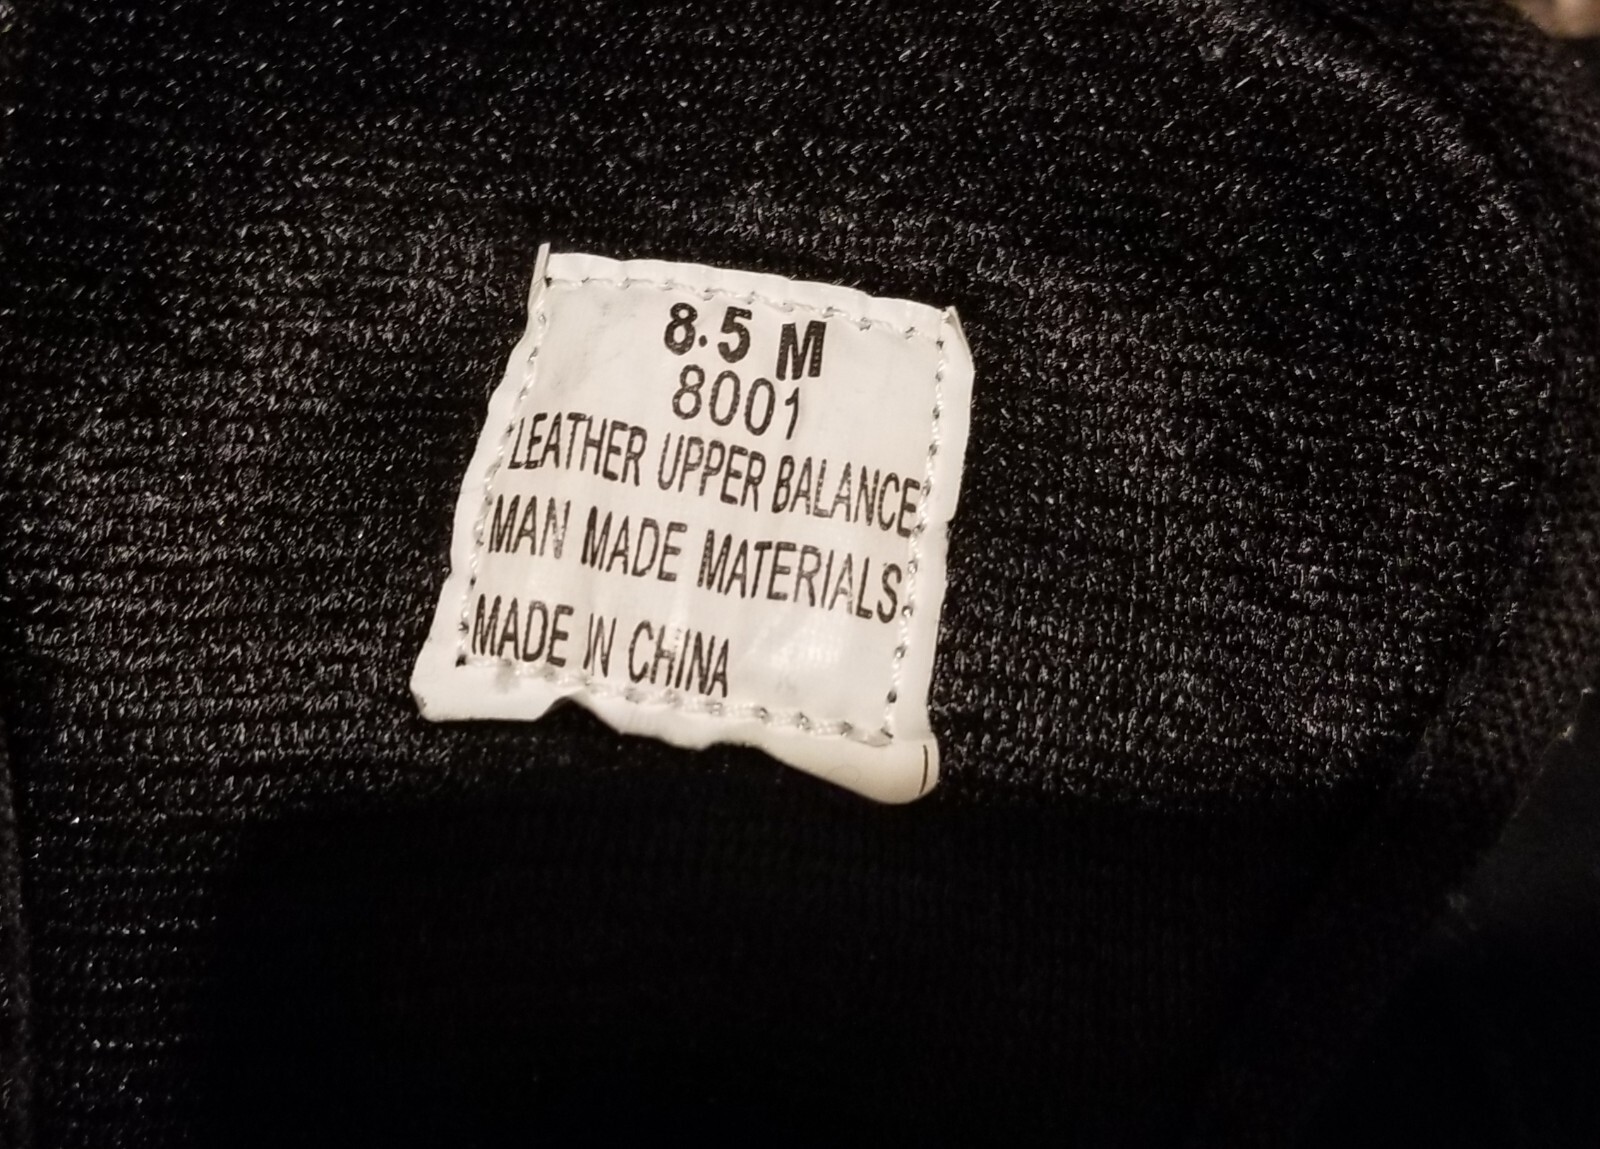 8.5 M
8001
LEATHER UPPER BALANCE
MAN MADE MATERIALS
MADE IN CHINA